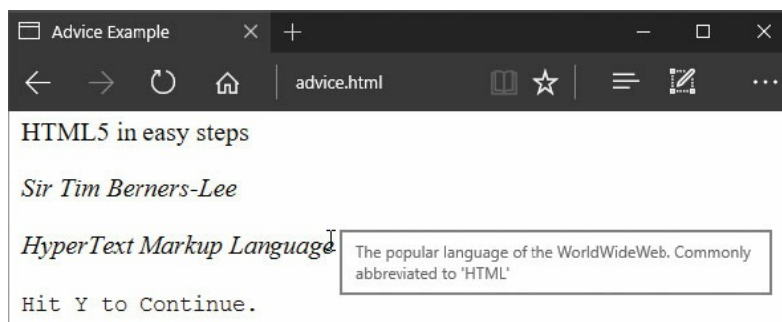 Advice Example
advice.html
HTML5 in easy steps
Sir Tim Berners-Lee
HyperText Markup Language
The popular language of the WorldWideWeb. Commonly
abbreviated to 'HTML'
Hit Y to Continue.